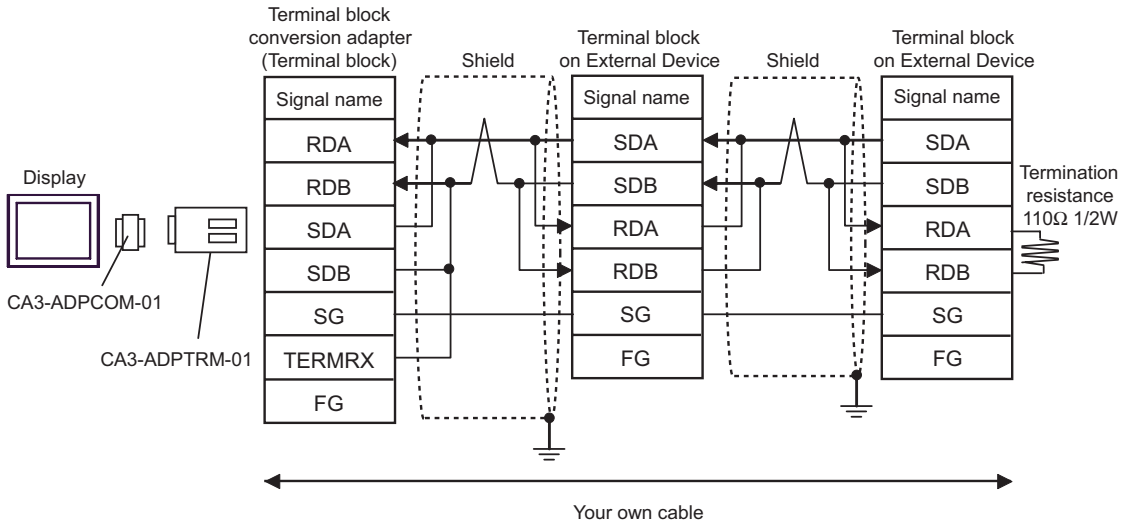 Terminal block
conversion adapter
(Terminal block)
Shield
Terminal block
on External Device
Shield
Terminal block
on External Device
Display
CA3-ADPCOM-01
CA3-ADPTRM-01
Signal name
RDA
RDB
SDA
SDB
SG
TERMRX
FG
Signal name
SDA
SDB
RDA
RDB
SG
FG
Signal name
SDA
SDB
RDA
RDB
SG
FG
Termination
resistance
110Ω 1/2W
Your own cable